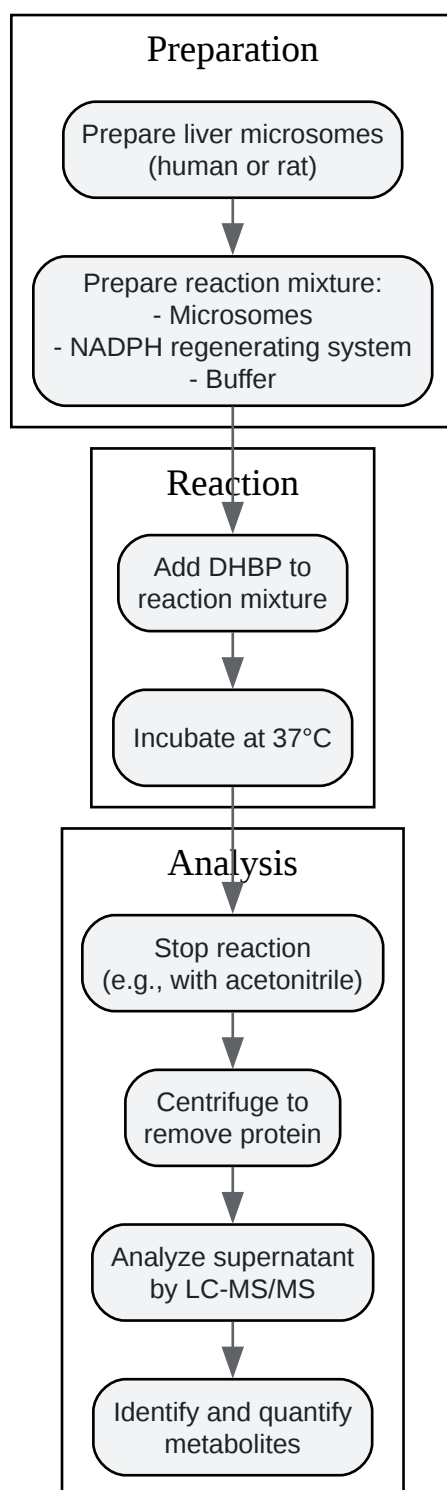 Preparation
Prepare liver microsomes
(human or rat)
Prepare reaction mixture:
- Microsomes
- NADPH regenerating system
- Buffer
Reaction
Add DHBP to
reaction mixture
Incubate at 37°C
Analysis
Stop reaction
(e.g., with acetonitrile)
Centrifuge to
remove protein
Analyze supernatant
by LC-MS/MS
Identify and quantify
metabolites